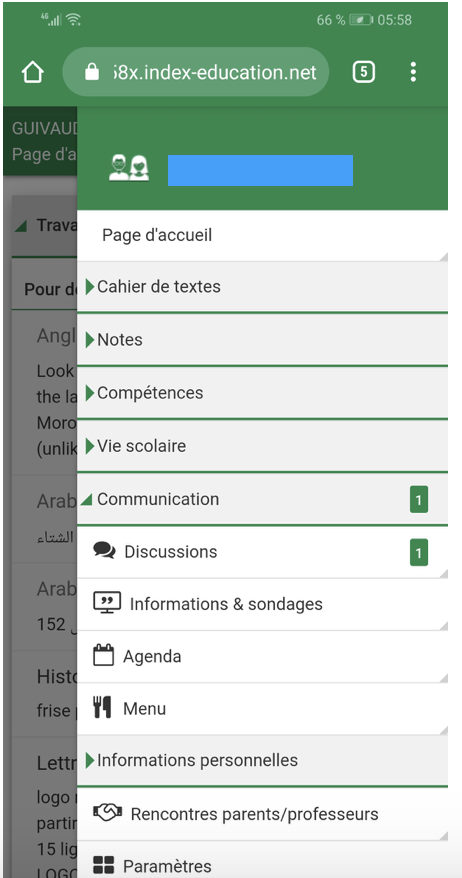 4G 66 % 05:58
58x.index-education.net 5
GUIVAUD
Page d'a
Page d'accueil
Trava
Cahier de textes
Pour de
Notes
Angl
Look
the la
Compétences
Moro
(unlik
Vie scolaire
Communication 1
Arab
الشتاء
Discussions 1
Arab
152
Informations & sondages
Agenda
Histo
frise p
Menu
Lettr
Informations personnelles
logo
partir
Rencontres parents/professeurs
15 lig
LOGO
Paramètres